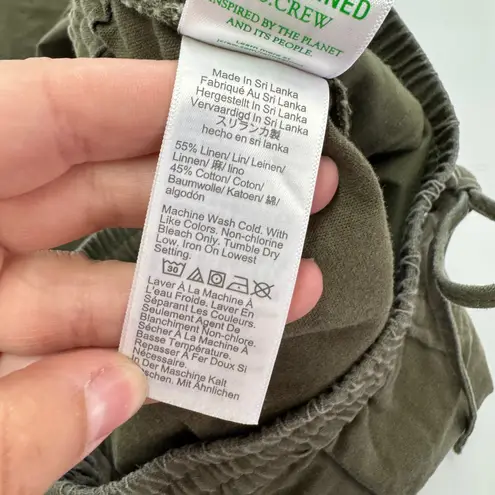 NED
J.CREW
INSPIRED BY THE PLANET
AND ITS PEOPLE.
Made In Sri Lanka
Fabriqué Au Sri Lanka
Hergestellt In Sri Lanka
Vervaardigd In Sri Lanka
スリランカ製
hecho en sri lanka
55% Linen/Lin/Leinen/
Linnen/麻/lino
45% Cotton/Coton/
Baumwolle/Katoen/綿/
algodón
Machine Wash Cold. With
Like Colors. Non-chlorine
Bleach Only. Tumble Dry
Low, Iron On Lowest
Setting.
30
Laver À La Machine À
L'eau Froide. Laver En
Séparant Les Couleurs.
Seulement Agent De
Blanchiment Non-chlore.
Sécher À La Machine À
Basse Température.
Repasser À Fer Doux Si
Nécessaire.
In Der Maschine Kalt
Waschen. Mit Ähnlichen